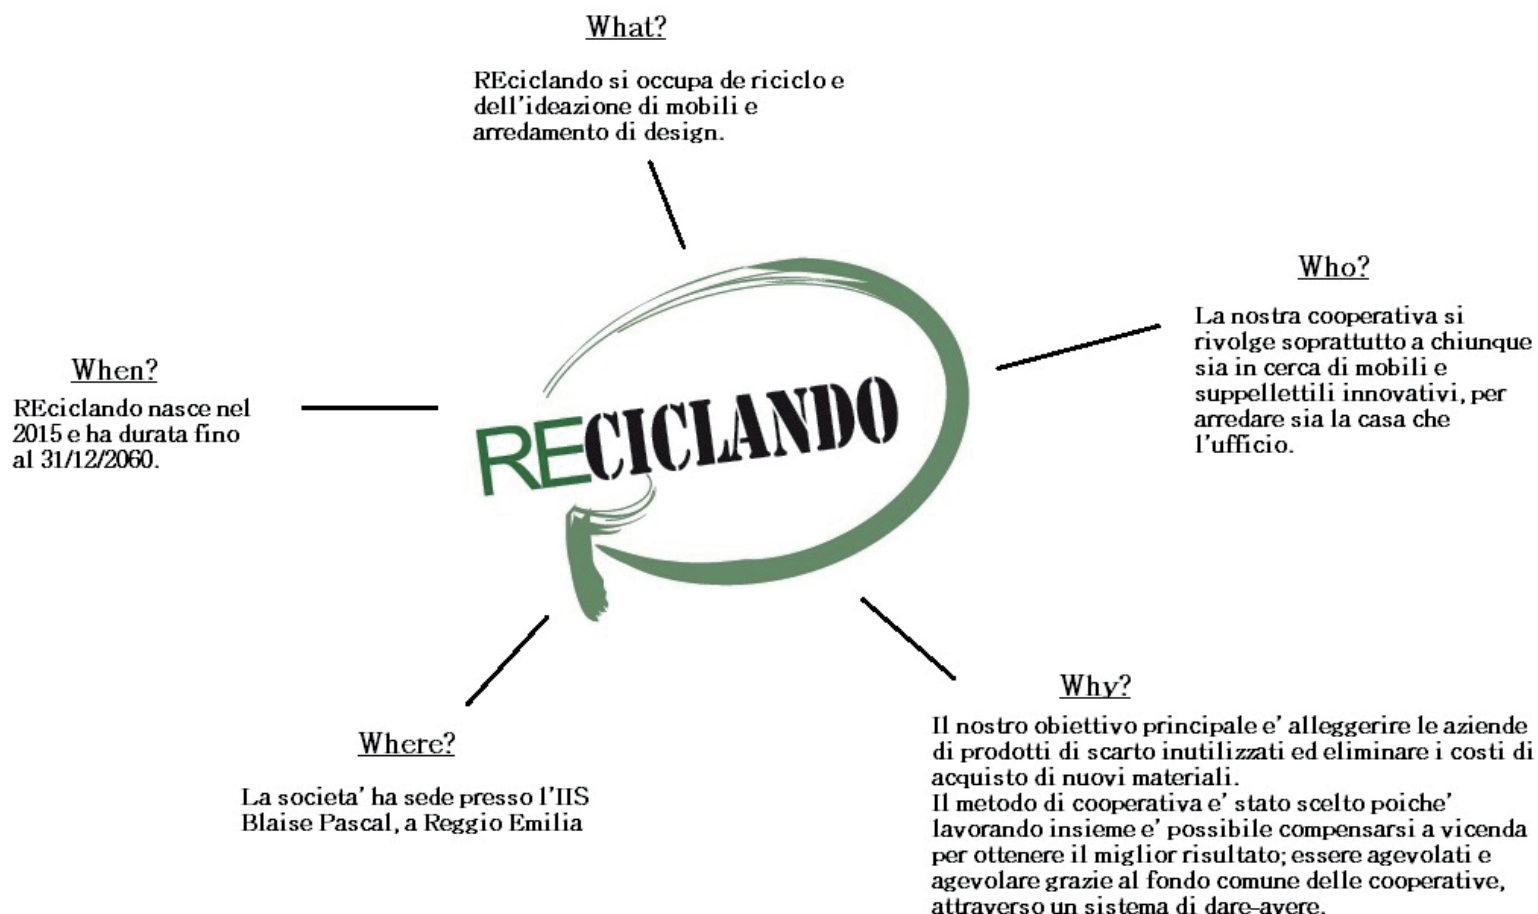 What?
REciclando si occupa de riciclo e
dell'ideazione di mobili e
arredamento di design.
Who?
La nostra cooperativa si
rivolge soprattutto a chiunque
sia in cerca di mobili e
suppellettili innovativi, per
arredare sia la casa che
l'ufficio.
When?
REciclando nasce nel
2015 e ha durata fino
al 31/12/2060.
RECICLANDO
Why?
Il nostro obiettivo principale e' alleggerire le aziende
di prodotti di scarto inutilizzati ed eliminare i costi di
acquisto di nuovi materiali.
Il metodo di cooperativa e' stato scelto poiche'
lavorando insieme e' possibile compensarsi a vicenda
per ottenere il miglior risultato; essere agevolati e
agevolare grazie al fondo comune delle cooperative,
attraverso un sistema di dare-avere.
Where?
La societa' ha sede presso l'IIS
Blaise Pascal, a Reggio Emilia